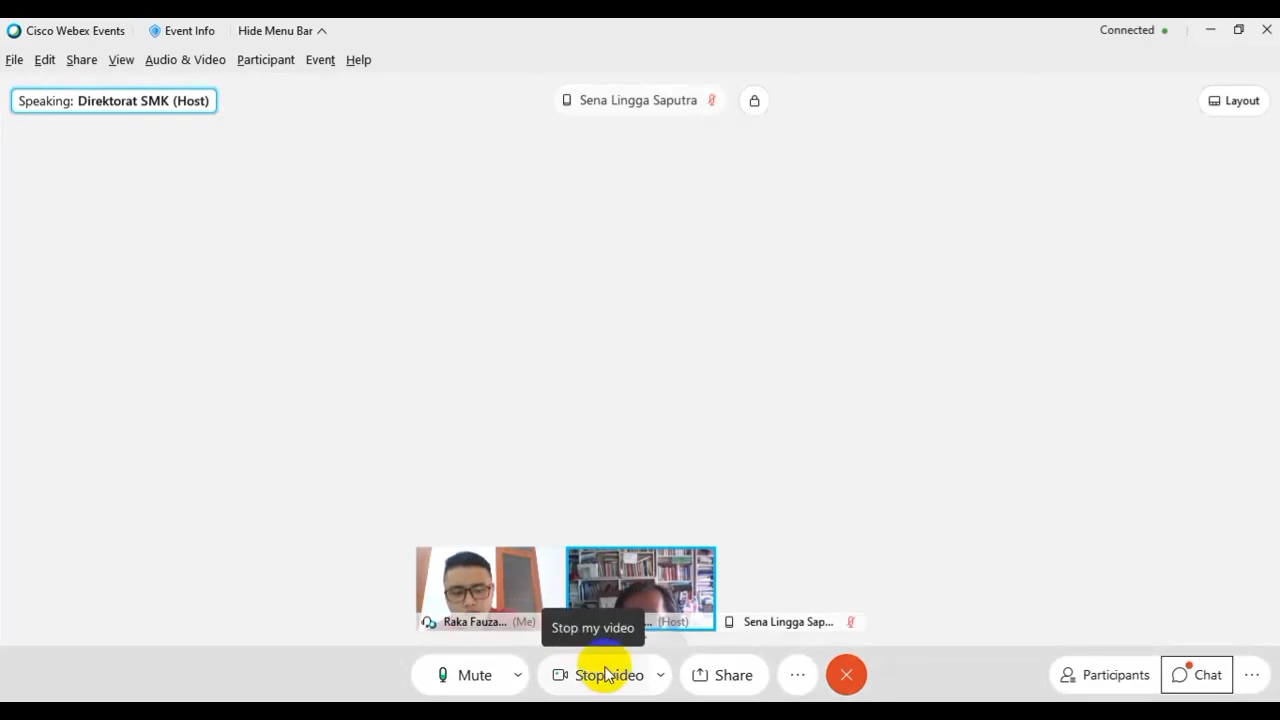 Cisco Webex Events Event Info Hide Menu Bar Connected
File Edit Share View Audio & Video Participant Event Help
Speaking: Direktorat SMK (Host) Sena Lingga Saputra Layout
Raka Fauza... (Me) ... (Host) Sena Lingga Sap...
Stop my video
Mute Stop video Share ... Participants Chat ...